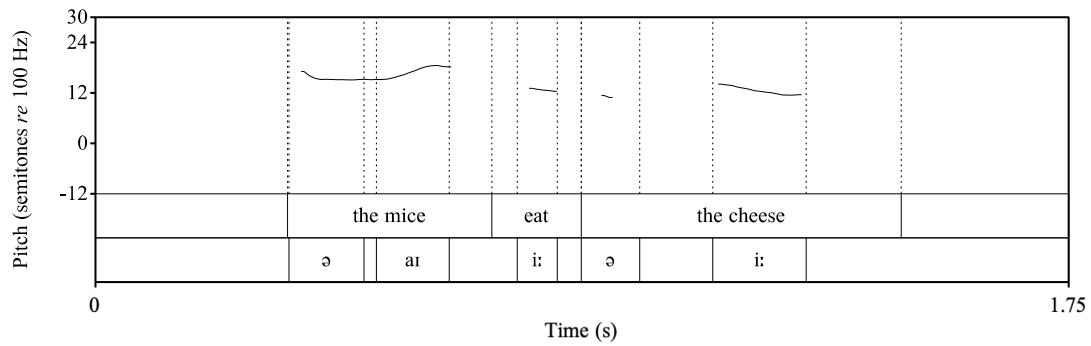 Pitch (semitones re 100 Hz)
30
24
12
0
-12
the mice eat the cheese
ə aɪ iː ə iː
0 1.75
Time (s)